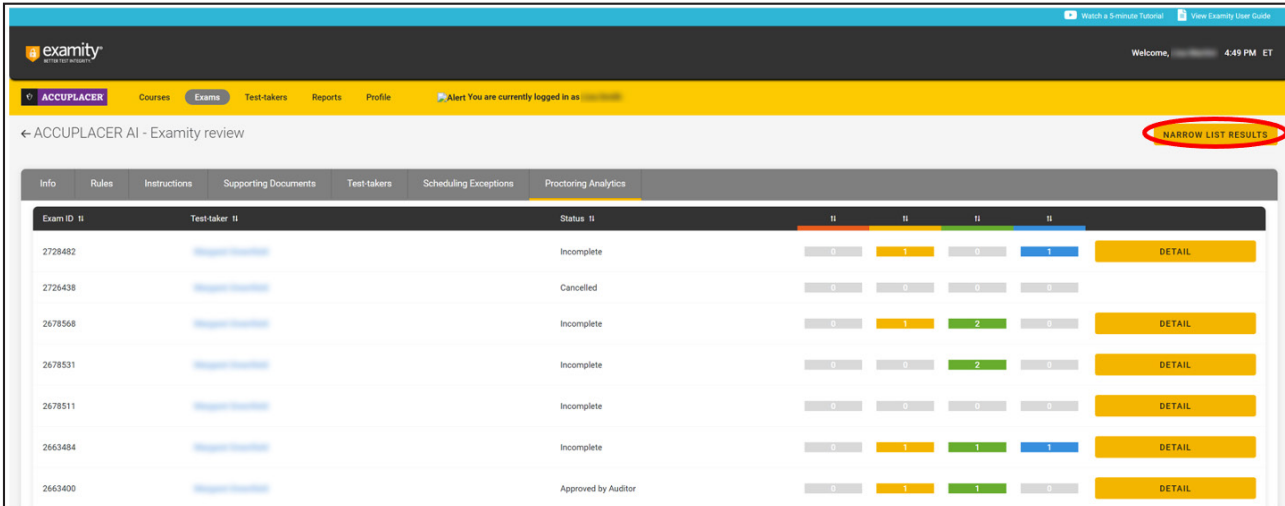 Watch a 5-minute Tutorial View Examity User Guide
examity
BETTER TEST INTEGRITY
Welcome, 4:49 PM ET
ACCUPLACER Courses Exams Test-takers Reports Profile Alert You are currently logged in as
← ACCUPLACER AI - Examity review NARROW LIST RESULTS
Info Rules Instructions Supporting Documents Test-takers Scheduling Exceptions Proctoring Analytics
Exam ID Test-taker Status
2728482 Incomplete 0 1 0 1 DETAIL
2726438 Cancelled 0 0 0 0
2678568 Incomplete 0 1 2 0 DETAIL
2678531 Incomplete 0 0 2 0 DETAIL
2678511 Incomplete 0 0 0 0 DETAIL
2663484 Incomplete 0 1 1 1 DETAIL
2663400 Approved by Auditor 0 1 1 0 DETAIL